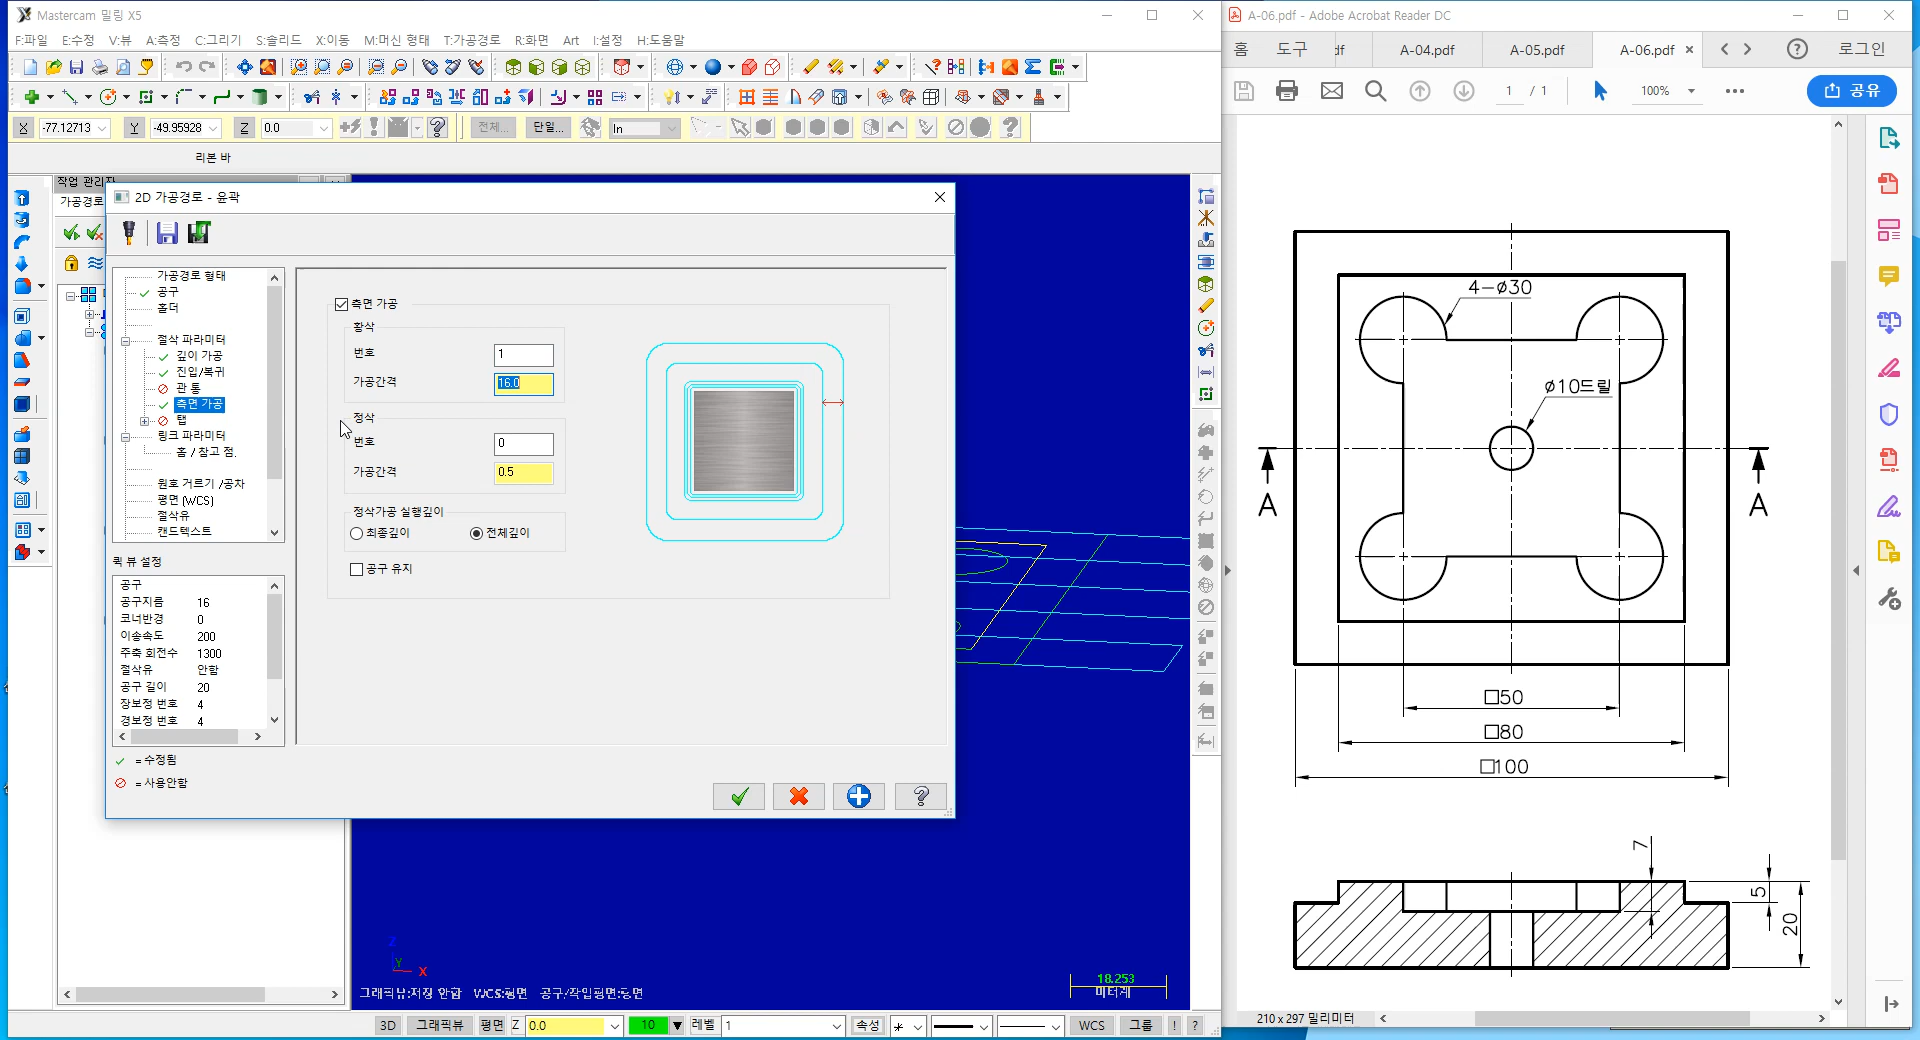 Mastercam 밀링 X5
F:파일 E:수정 V:뷰 A:측정 C:그리기 S:솔리드 X:이동 M:머신 형태 T:가공경로 R:화면 Art I:설정 H:도움말
X -77.12713 Y -49.95928 Z 0.0 전체... 단일... In
리본 바
작업 관리자
가공경로
2D 가공경로 - 윤곽
가공경로 형태
공구
홀더
절삭 파라미터
깊이 가공
진입/복귀
관 통
측면 가공
탭
링크 파라미터
홈 / 참고 점.
원호 거르기 /공차
평면 (WCS)
절삭유
캔드텍스트
측면 가공
황삭
번호 1
가공간격 16.0
정삭
번호 0
가공간격 0.5
정삭가공 실행깊이
최종깊이 전체깊이
공구 유지
퀵 뷰 설정
공구
공구지름 16
코너반경 0
이송속도 200
주축 회전수 1300
절삭유 안함
공구 길이 20
장보정 번호 4
경보정 번호 4
= 수정됨
= 사용안함
Z
Y
X
18.253
미터계
그래픽뷰:저장 안함 WCS:평면 공구/작업평면:평면
3D 그래픽뷰 평면 Z 0.0 10 레벨 1 속성 WCS 그룹 ! ?
A-06.pdf - Adobe Acrobat Reader DC
홈 도구 df A-04.pdf A-05.pdf A-06.pdf 로그인
1 / 1 100% 공유
4-ø30
ø10드릴
A A
□50
□80
□100
7
5
20
210 x 297 밀리미터